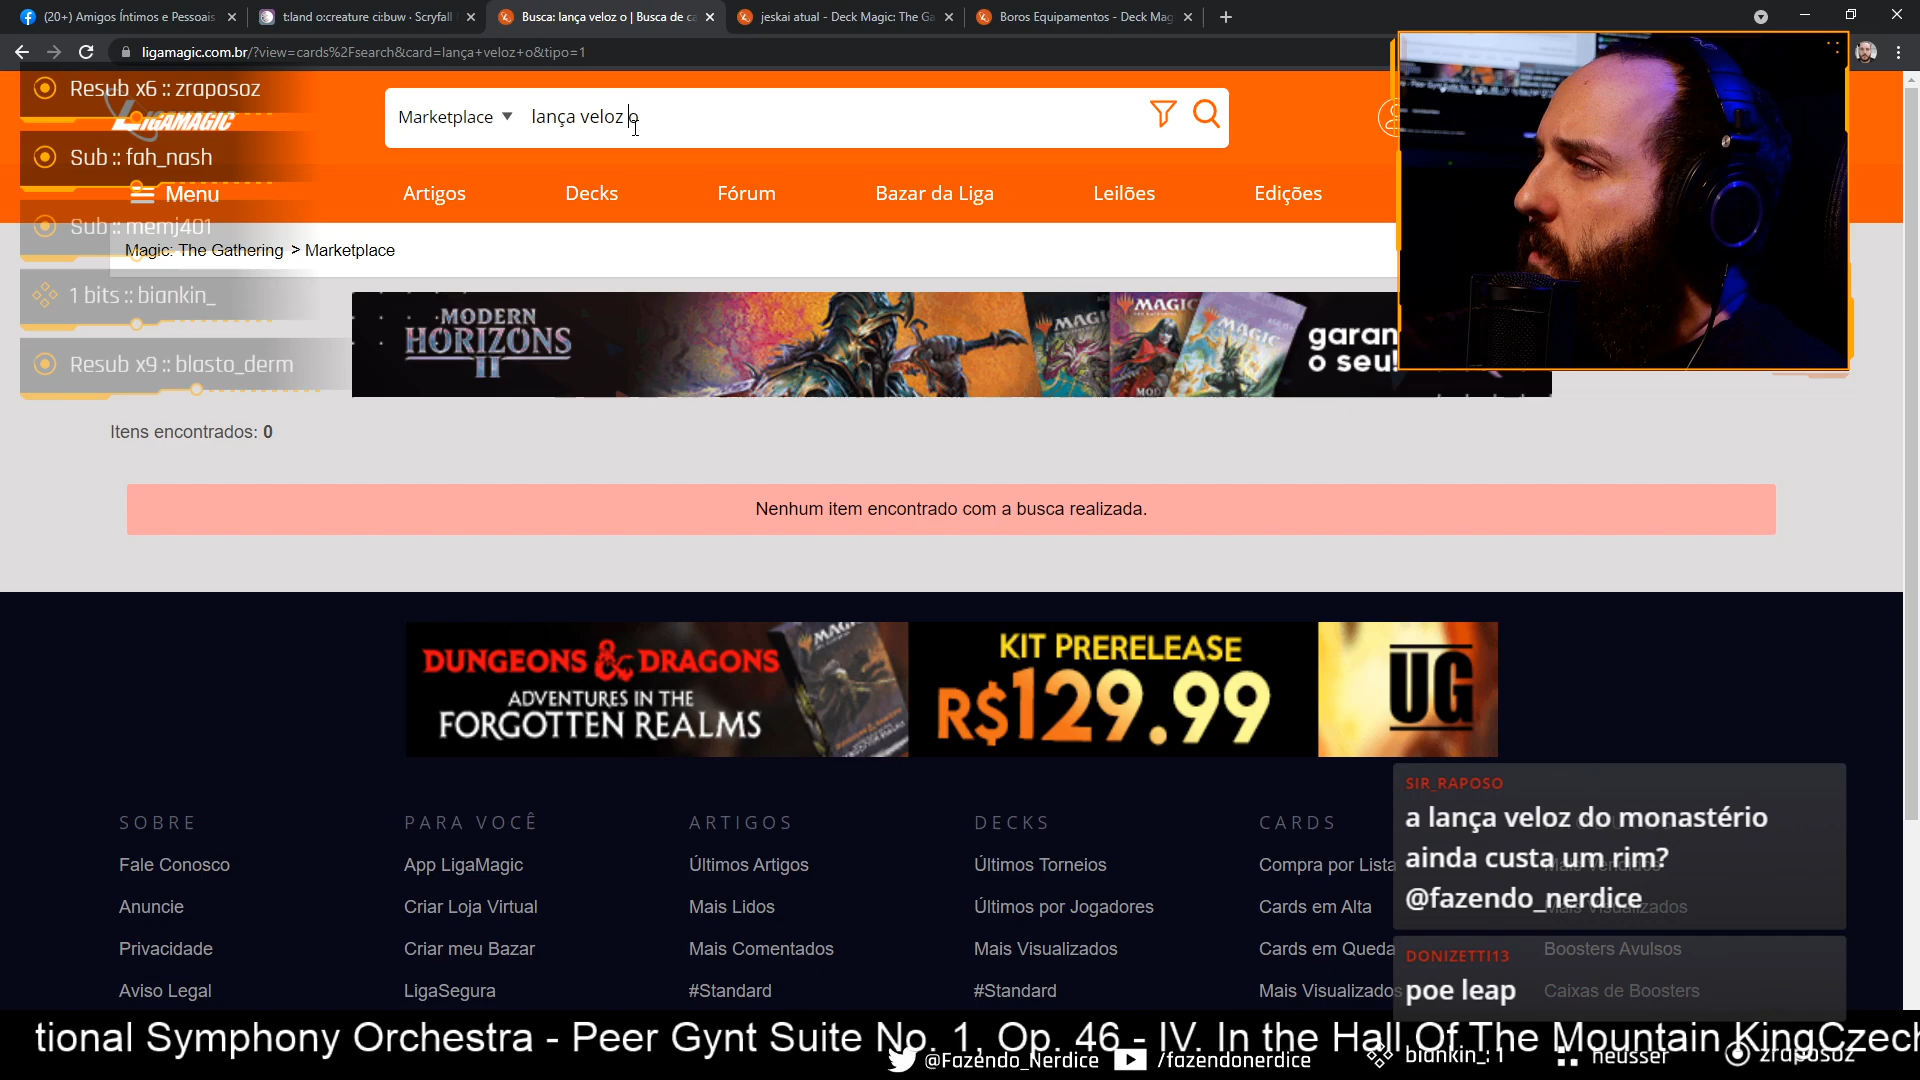 (20+) Amigos Íntimos e Pessoais
t:land o:creature ci:buw · Scryfall
Busca: lança veloz o | Busca de ca
jeskai atual - Deck Magic: The Ga
Boros Equipamentos - Deck Mag
ligamagic.com.br/?view=cards%2Fsearch&card=lança+veloz+o&tipo=1
Resub x6 :: zraposoz
LIGAMAGIC
Marketplace
lança veloz o
Sub :: fah_nash
Menu
Artigos
Decks
Fórum
Bazar da Liga
Leilões
Edições
Sub :: memj401
Magic: The Gathering > Marketplace
1 bits :: biankin_
MODERN
HORIZONS
II
MAGIC
garan
o seu!
Resub x9 :: blasto_derm
Itens encontrados: 0
Nenhum item encontrado com a busca realizada.
DUNGEONS & DRAGONS
ADVENTURES IN THE
FORGOTTEN REALMS
KIT PRERELEASE
R$129.99
UG
SOBRE
Fale Conosco
Anuncie
Privacidade
Aviso Legal
PARA VOCÊ
App LigaMagic
Criar Loja Virtual
Criar meu Bazar
LigaSegura
ARTIGOS
Últimos Artigos
Mais Lidos
Mais Comentados
#Standard
DECKS
Últimos Torneios
Últimos por Jogadores
Mais Visualizados
#Standard
CARDS
Compra por Lista
Cards em Alta
Cards em Queda
Mais Visualizados
Mais Vendidos
Mais Visualizados
Boosters Avulsos
Caixas de Boosters
SIR_RAPOSO
a lança veloz do monastério
ainda custa um rim?
@fazendo_nerdice
DONIZETTI13
poe leap
tional Symphony Orchestra - Peer Gynt Suite No. 1, Op. 46 - IV. In the Hall Of The Mountain KingCzech
@Fazendo_Nerdice
/fazendonerdice
biankin_: 1
neusser
zraposoz